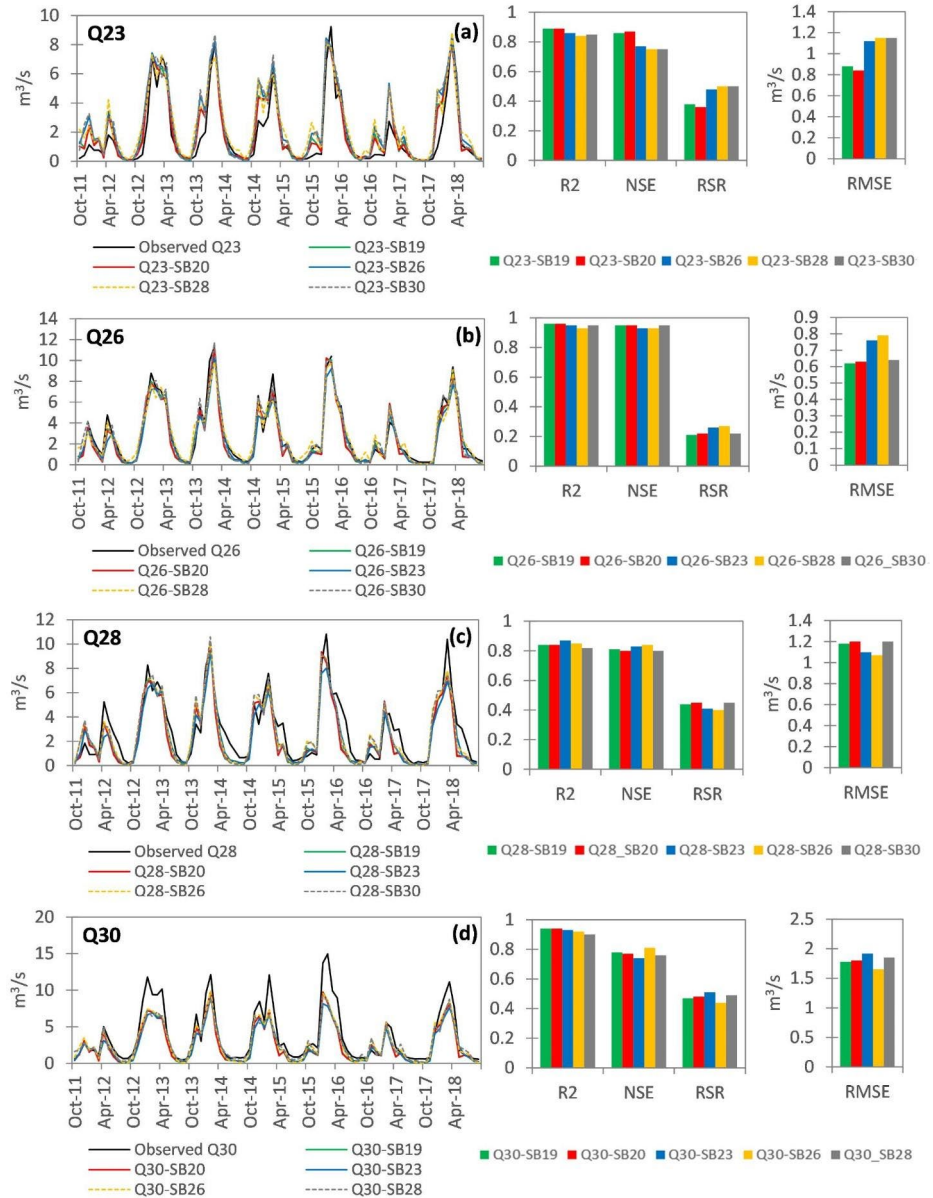 Q23
(a)
m³/s
10
8
6
4
2
0
Oct-11
Apr-12
Oct-12
Apr-13
Oct-13
Apr-14
Oct-14
Apr-15
Oct-15
Apr-16
Oct-16
Apr-17
Oct-17
Apr-18
Observed Q23 Q23-SB19
Q23-SB20 Q23-SB26
Q23-SB28 Q23-SB30
1
0.8
0.6
0.4
0.2
0
R2 NSE RSR
m³/s
1.4
1.2
1
0.8
0.6
0.4
0.2
0
RMSE
Q23-SB19 Q23-SB20 Q23-SB26 Q23-SB28 Q23-SB30
Q26
(b)
m³/s
14
12
10
8
6
4
2
0
Oct-11
Apr-12
Oct-12
Apr-13
Oct-13
Apr-14
Oct-14
Apr-15
Oct-15
Apr-16
Oct-16
Apr-17
Oct-17
Apr-18
Observed Q26 Q26-SB19
Q26-SB20 Q26-SB23
Q26-SB28 Q26-SB30
1
0.8
0.6
0.4
0.2
0
R2 NSE RSR
m³/s
0.9
0.8
0.7
0.6
0.5
0.4
0.3
0.2
0.1
0
RMSE
Q26-SB19 Q26-SB20 Q26-SB23 Q26-SB28 Q26_SB30
Q28
(c)
m³/s
12
10
8
6
4
2
0
Oct-11
Apr-12
Oct-12
Apr-13
Oct-13
Apr-14
Oct-14
Apr-15
Oct-15
Apr-16
Oct-16
Apr-17
Oct-17
Apr-18
Observed Q28 Q28-SB19
Q28-SB20 Q28-SB23
Q28-SB26 Q28-SB30
1
0.8
0.6
0.4
0.2
0
R2 NSE RSR
m³/s
1.4
1.2
1
0.8
0.6
0.4
0.2
0
RMSE
Q28-SB19 Q28_SB20 Q28-SB23 Q28-SB26 Q28-SB30
Q30
(d)
m³/s
20
15
10
5
0
Oct-11
Apr-12
Oct-12
Apr-13
Oct-13
Apr-14
Oct-14
Apr-15
Oct-15
Apr-16
Oct-16
Apr-17
Oct-17
Apr-18
Observed Q30 Q30-SB19
Q30-SB20 Q30-SB23
Q30-SB26 Q30-SB28
1
0.8
0.6
0.4
0.2
0
R2 NSE RSR
m³/s
2.5
2
1.5
1
0.5
0
RMSE
Q30-SB19 Q30-SB20 Q30-SB23 Q30-SB26 Q30_SB28